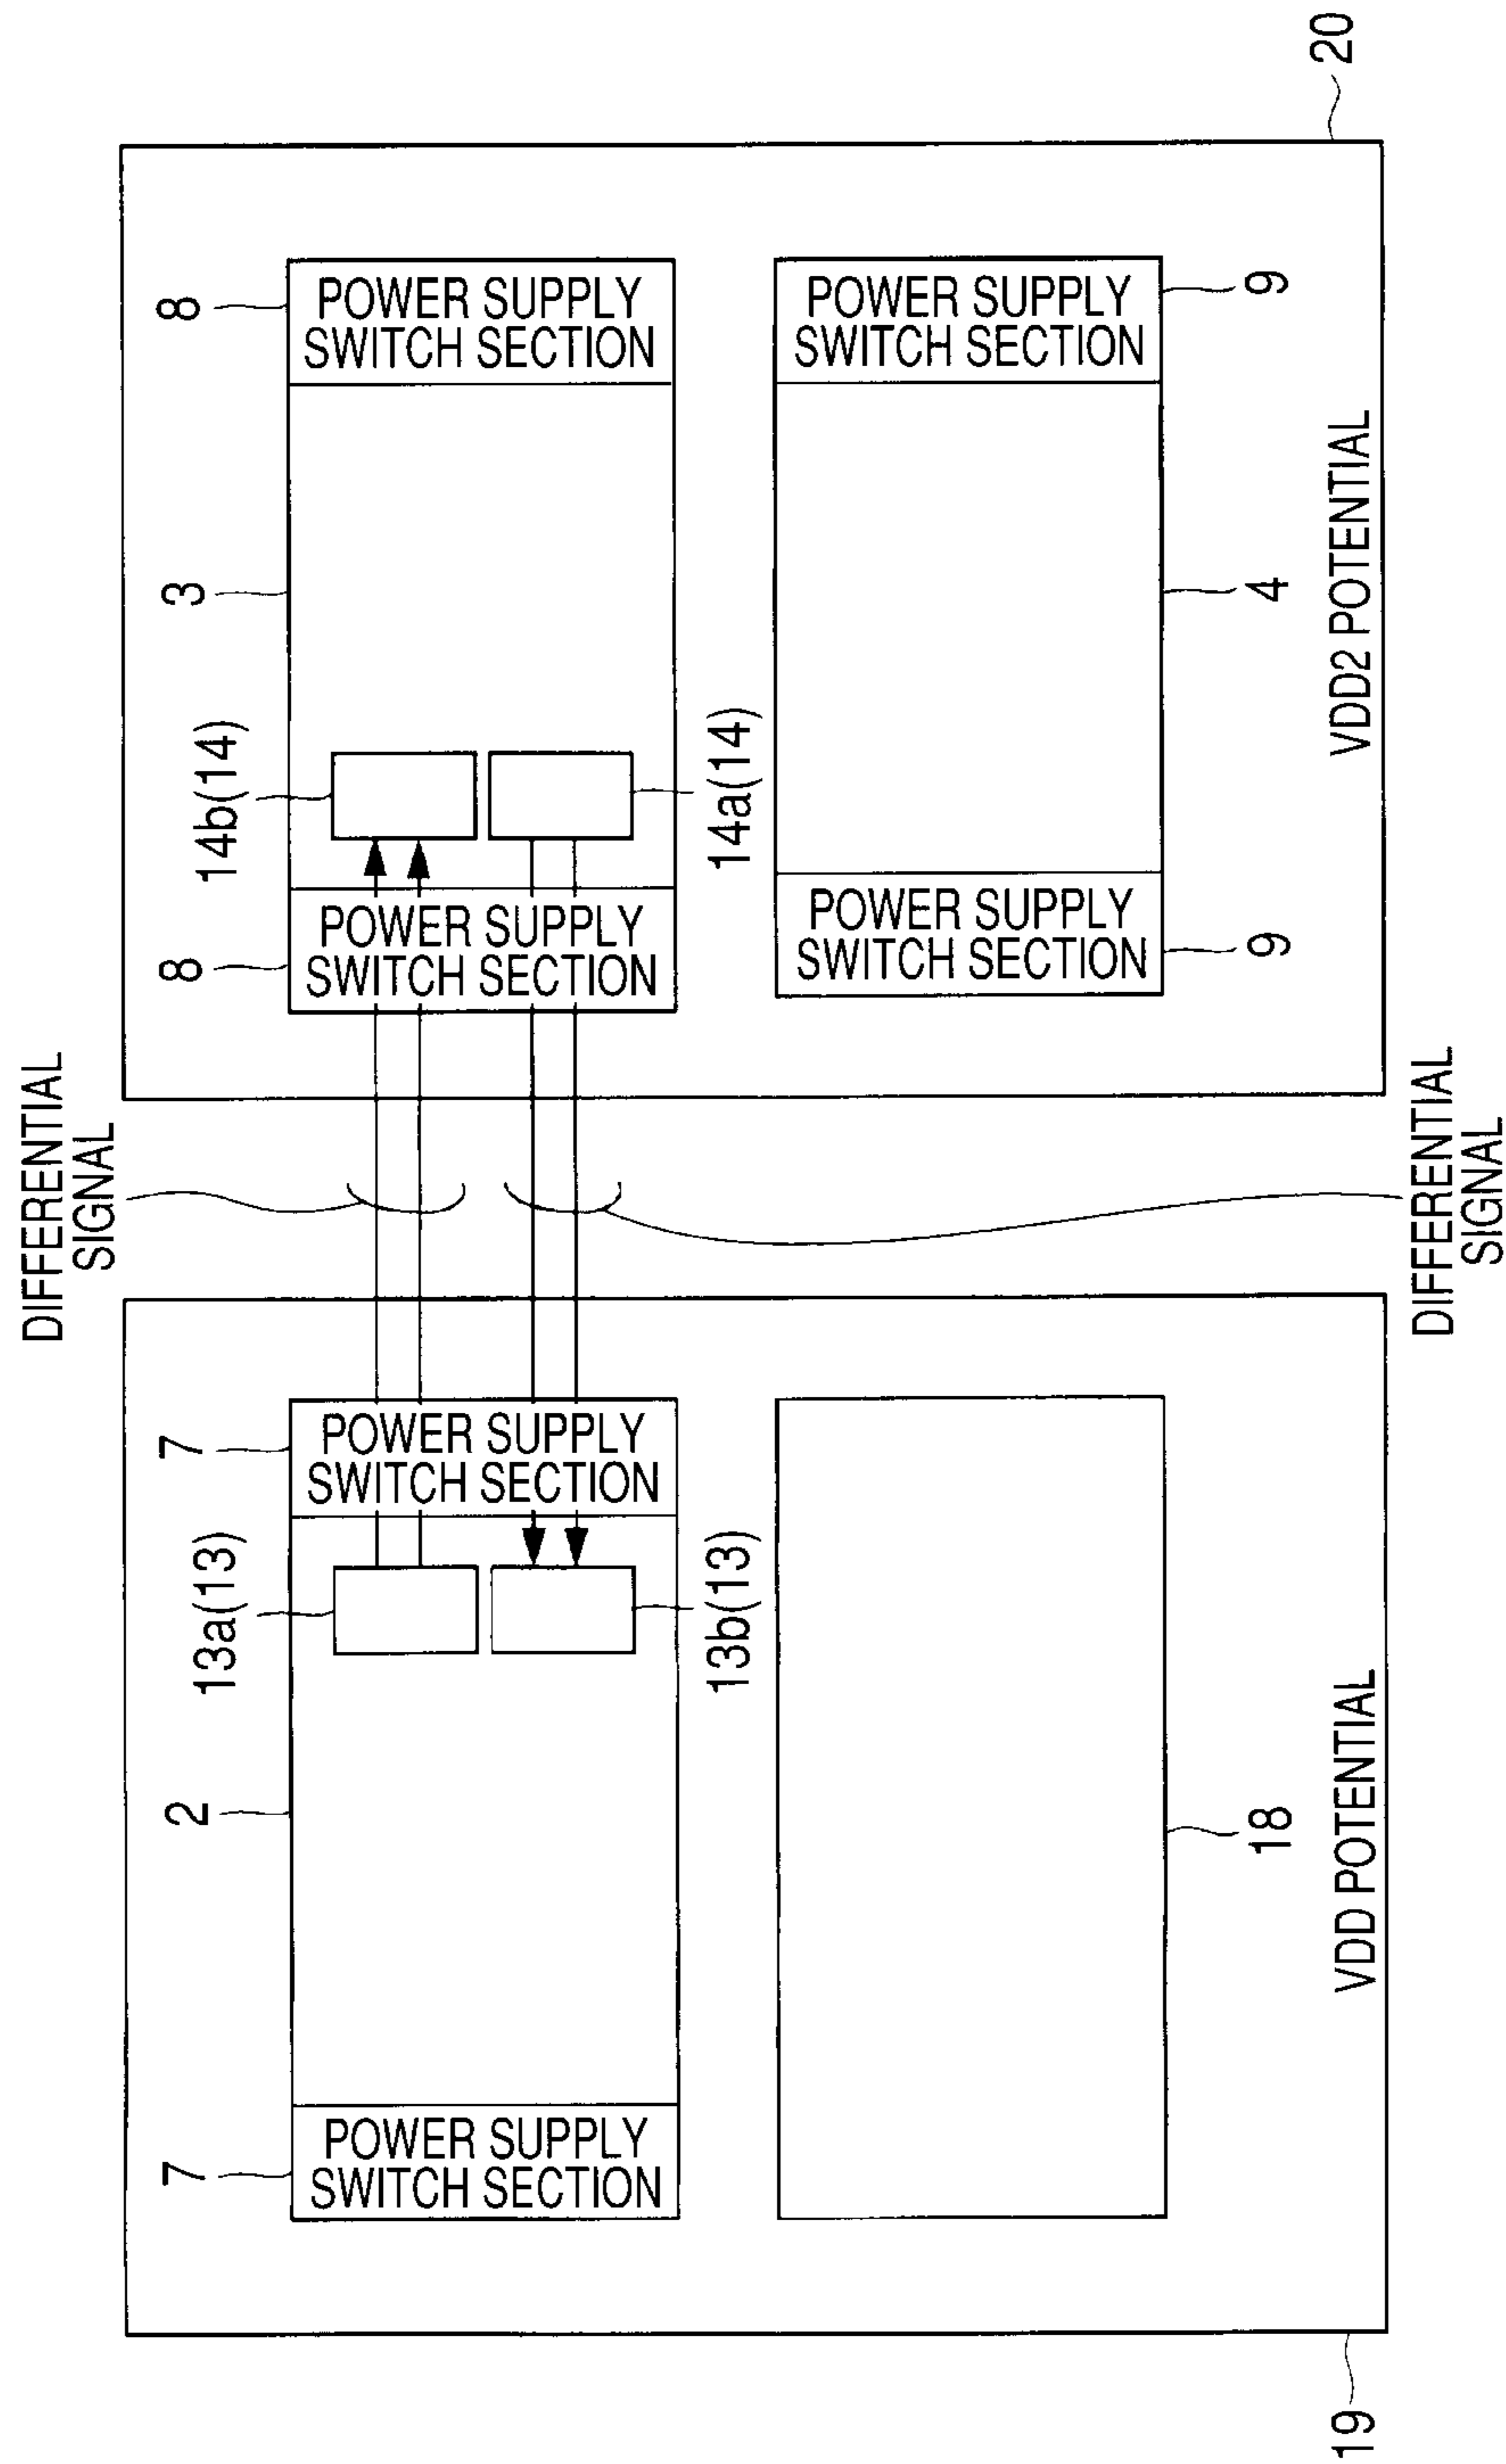 DIFFERENTIAL
SIGNAL
7
2
7
8
3
8
13a(13)
14b(14)
POWER SUPPLY
SWITCH SECTION
POWER SUPPLY
SWITCH SECTION
POWER SUPPLY
SWITCH SECTION
POWER SUPPLY
SWITCH SECTION
13b(13)
14a(14)
POWER SUPPLY
SWITCH SECTION
POWER SUPPLY
SWITCH SECTION
18
9
4
9
VDD POTENTIAL
VDD2 POTENTIAL
19
20
DIFFERENTIAL
SIGNAL